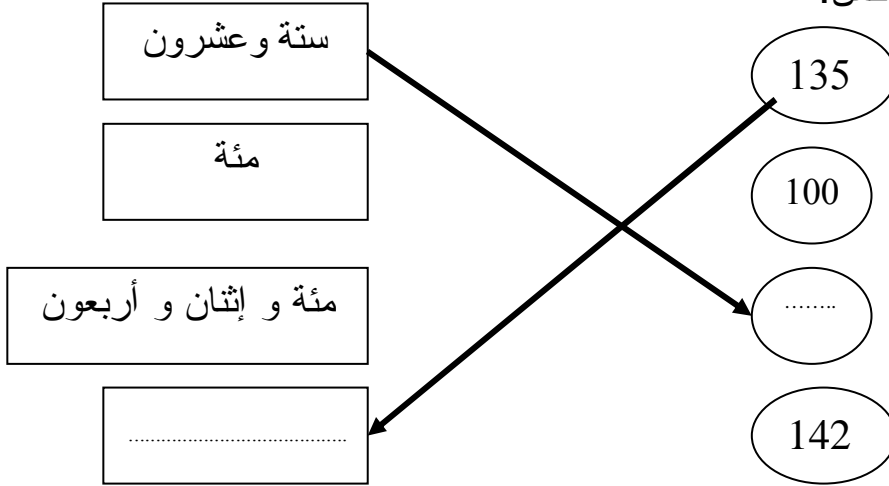 135
ستة وعشرون
100
مئة
........
مئة و إثنان و أربعون
142
........................................